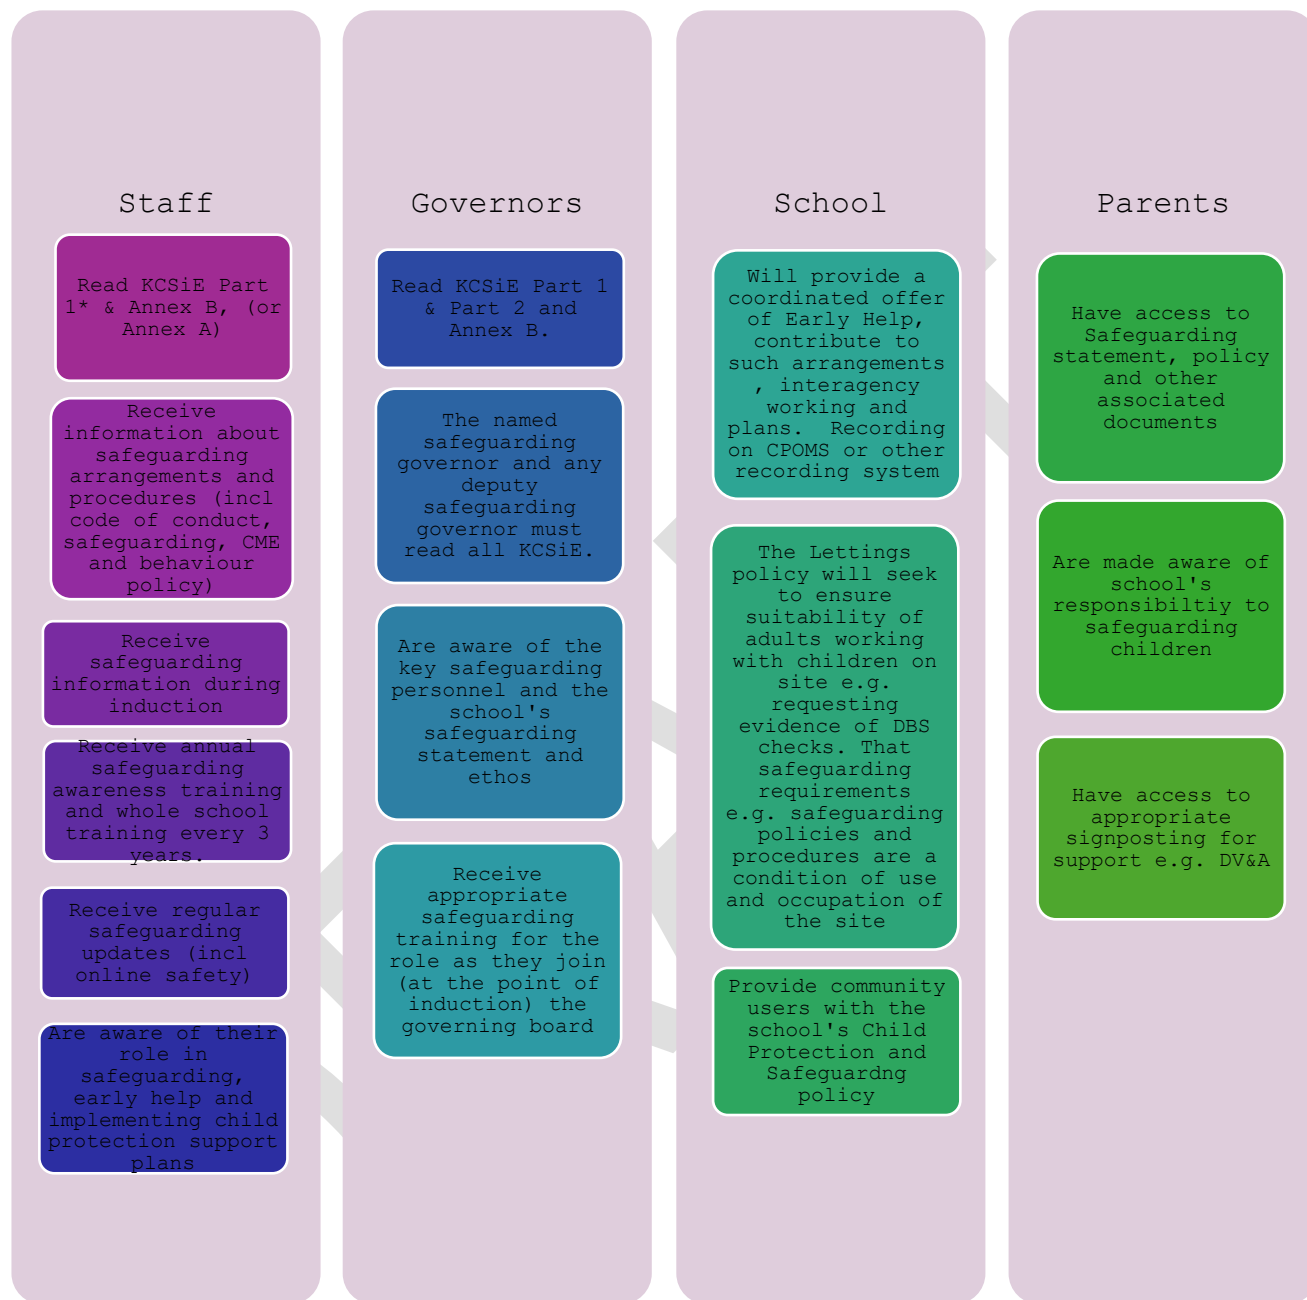 Staff
Read KCSiE Part
1* & Annex B, (or
Annex A)
Receive
information about
safeguarding
arrangements and
procedures (incl
code of conduct,
safeguarding, CME
and behaviour
policy)
Receive
safeguarding
information during
induction
Receive annual
safeguarding
awareness training
and whole school
training every 3
years.
Receive regular
safeguarding
updates (incl
online safety)
Are aware of their
role in
safeguarding,
early help and
implementing child
protection support
plans
Governors
Read KCSiE Part 1
& Part 2 and
Annex B.
The named
safeguarding
governor and any
deputy
safeguarding
governor must
read all KCSiE.
Are aware of the
key safeguarding
personnel and the
school's
safeguarding
statement and
ethos
Receive
appropriate
safeguarding
training for the
role as they join
(at the point of
induction) the
governing board
School
Will provide a
coordinated offer
of Early Help,
contribute to
such arrangements
, interagency
working and
plans. Recording
on CPOMS or other
recording system
The Lettings
policy will seek
to ensure
suitability of
adults working
with children on
site e.g.
requesting
evidence of DBS
checks. That
safeguarding
requirements
e.g. safeguarding
policies and
procedures are a
condition of use
and occupation of
the site
Provide community
users with the
school's Child
Protection and
Safeguardng
policy
Parents
Have access to
Safeguarding
statement, policy
and other
associated
documents
Are made aware of
school's
responsibiltiy to
safeguarding
children
Have access to
appropriate
signposting for
support e.g. DV&A